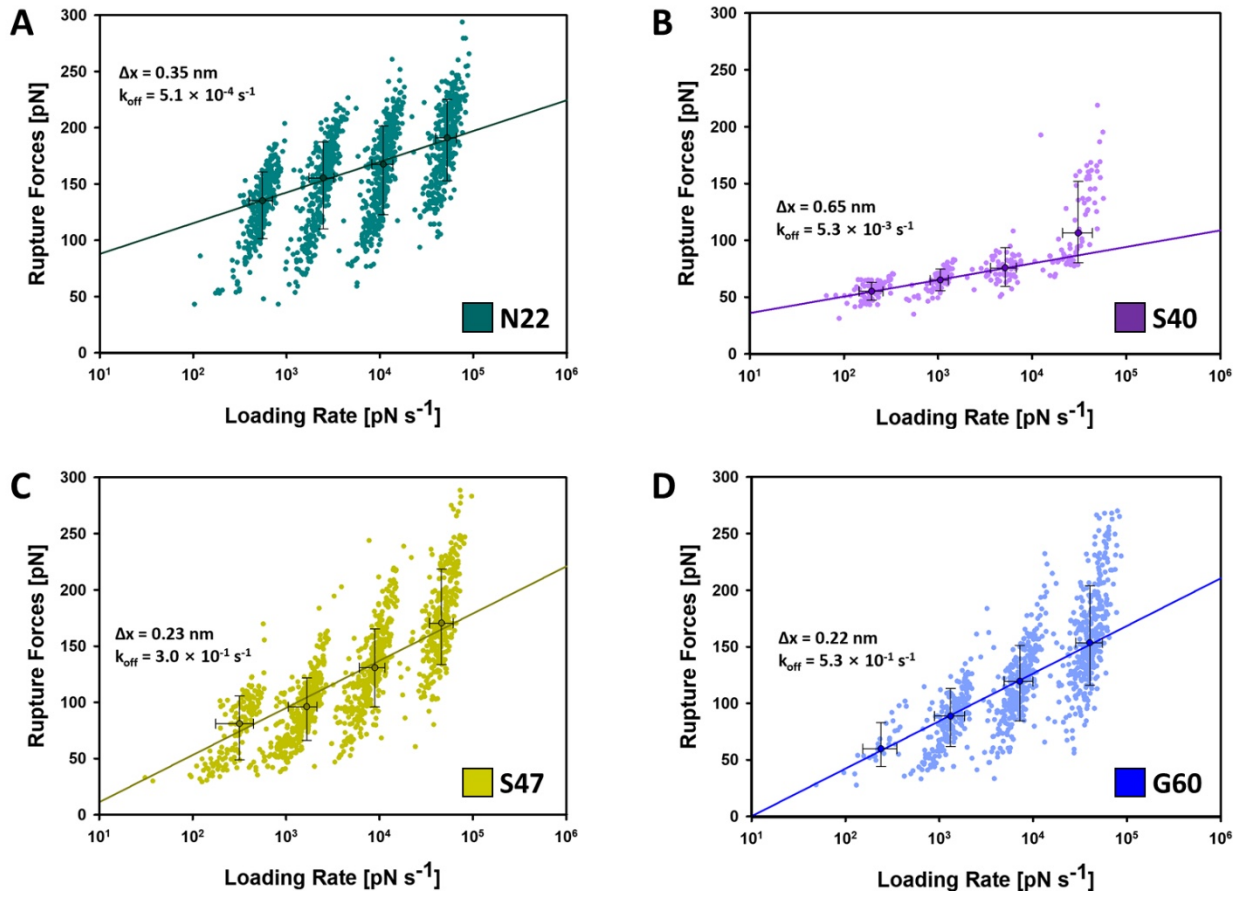 A
300
250
200
150
100
50
0
Rupture Forces [pN]
Δx = 0.35 nm
k_off = 5.1 × 10⁻⁴ s⁻¹
N22
10¹ 10² 10³ 10⁴ 10⁵ 10⁶
Loading Rate [pN s⁻¹]
B
300
250
200
150
100
50
0
Rupture Forces [pN]
Δx = 0.65 nm
k_off = 5.3 × 10⁻³ s⁻¹
S40
10¹ 10² 10³ 10⁴ 10⁵ 10⁶
Loading Rate [pN s⁻¹]
C
300
250
200
150
100
50
0
Rupture Forces [pN]
Δx = 0.23 nm
k_off = 3.0 × 10⁻¹ s⁻¹
S47
10¹ 10² 10³ 10⁴ 10⁵ 10⁶
Loading Rate [pN s⁻¹]
D
300
250
200
150
100
50
0
Rupture Forces [pN]
Δx = 0.22 nm
k_off = 5.3 × 10⁻¹ s⁻¹
G60
10¹ 10² 10³ 10⁴ 10⁵ 10⁶
Loading Rate [pN s⁻¹]